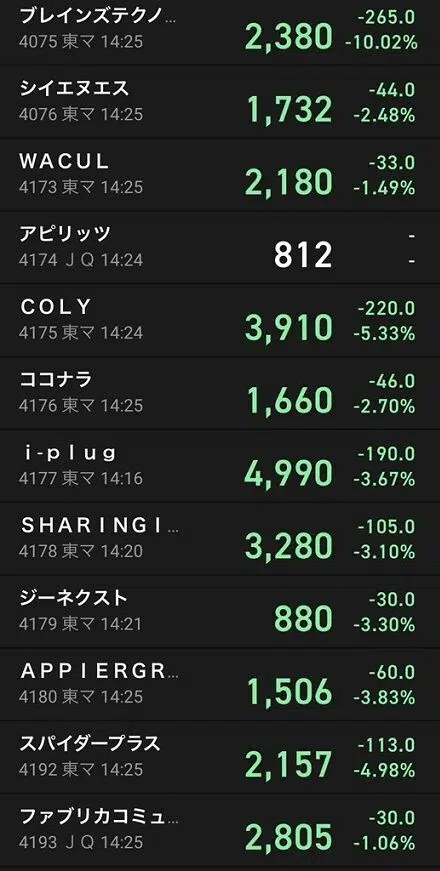 ブレインズテクノ...
-265.0
4075 東マ 14:25
2,380
-10.02%
シイエヌエス
-44.0
4076 東マ 14:25
1,732
-2.48%
ＷＡＣＵＬ
-33.0
4173 東マ 14:25
2,180
-1.49%
アピリッツ
-
4174 ＪＱ 14:24
812
-
ＣＯＬＹ
-220.0
4175 東マ 14:24
3,910
-5.33%
ココナラ
-46.0
4176 東マ 14:25
1,660
-2.70%
ｉ-ｐｌｕｇ
-190.0
4177 東マ 14:16
4,990
-3.67%
ＳＨＡＲＩＮＧＩ...
-105.0
4178 東マ 14:20
3,280
-3.10%
ジーネクスト
-30.0
4179 東マ 14:21
880
-3.30%
ＡＰＰＩＥＲＧＲ...
-60.0
4180 東マ 14:25
1,506
-3.83%
スパイダープラス
-113.0
4192 東マ 14:25
2,157
-4.98%
ファブリカコミュ...
-30.0
4193 ＪＱ 14:25
2,805
-1.06%